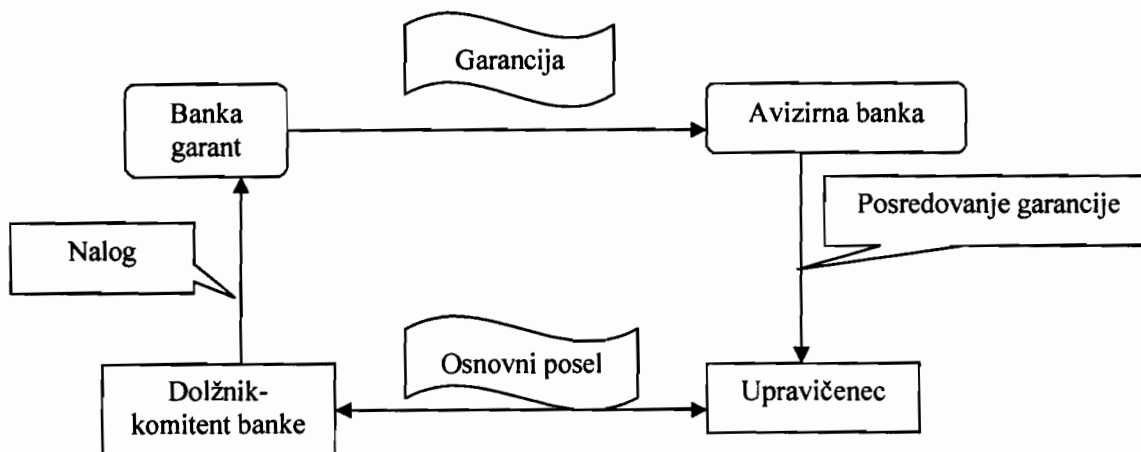 Garancija
Banka
garant
Avizirna banka
Posredovanje garancije
Nalog
Osnovni posel
Dolžnik-
komitent banke
Upravičenec